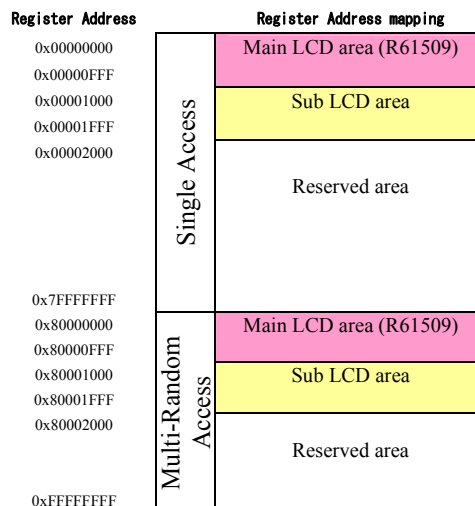 Register Address Register Address mapping
0x00000000 Main LCD area (R61509)
0x00000FFF
0x00001000 Sub LCD area
0x00001FFF
0x00002000
Reserved area
Single Access
0x7FFFFFFF
0x80000000 Main LCD area (R61509)
0x80000FFF
0x80001000 Sub LCD area
0x80001FFF
0x80002000
Reserved area
Multi-Random
Access
0xFFFFFFFF